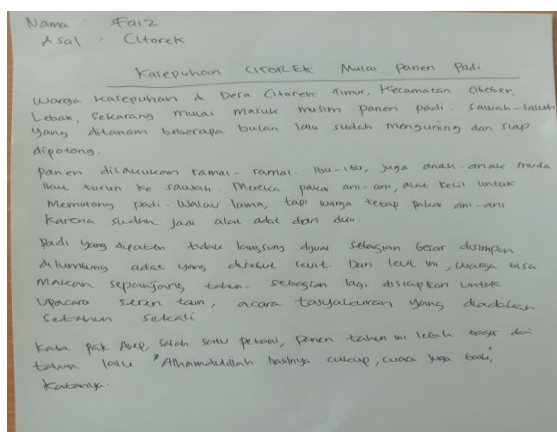 Nama : Faiz
Asal : Citorek
Kasepuhan CITOREK Mulai Panen Padi
Warga kasepuhan di Desa Citorek Timur, Kecamatan Cibeber,
Lebak, Sekarang mulai masuk musim panen padi. Sawah-sawah
yang ditanam beberapa bulan lalu sudah menguning dan siap
dipotong.
Panen dilakukan ramai-ramai. Ibu-ibu, juga anak-anak muda
ikut turun ke sawah. Mereka pakai ani-ani, alat kecil untuk
memotong padi. Walau lama, tapi warga tetap pakai ani-ani
karena sudah jadi alat adat dari dulu.
Padi yang dipanen tidak langsung dijual sebagian besar disimpan
dilumbung adat yang disebut leuit. Dari leuit ini, warga bisa
makan sepanjang tahun. Sebagian lagi disiapkan untuk
upacara seren taun, acara tasyakuran yang diadakan
setahun sekali
Kata pak Asep, salah satu petani, panen tahun ini lebih bagus dari
tahun lalu "Alhamdulillah hasilnya cukup, cuaca juga baik,
katanya.